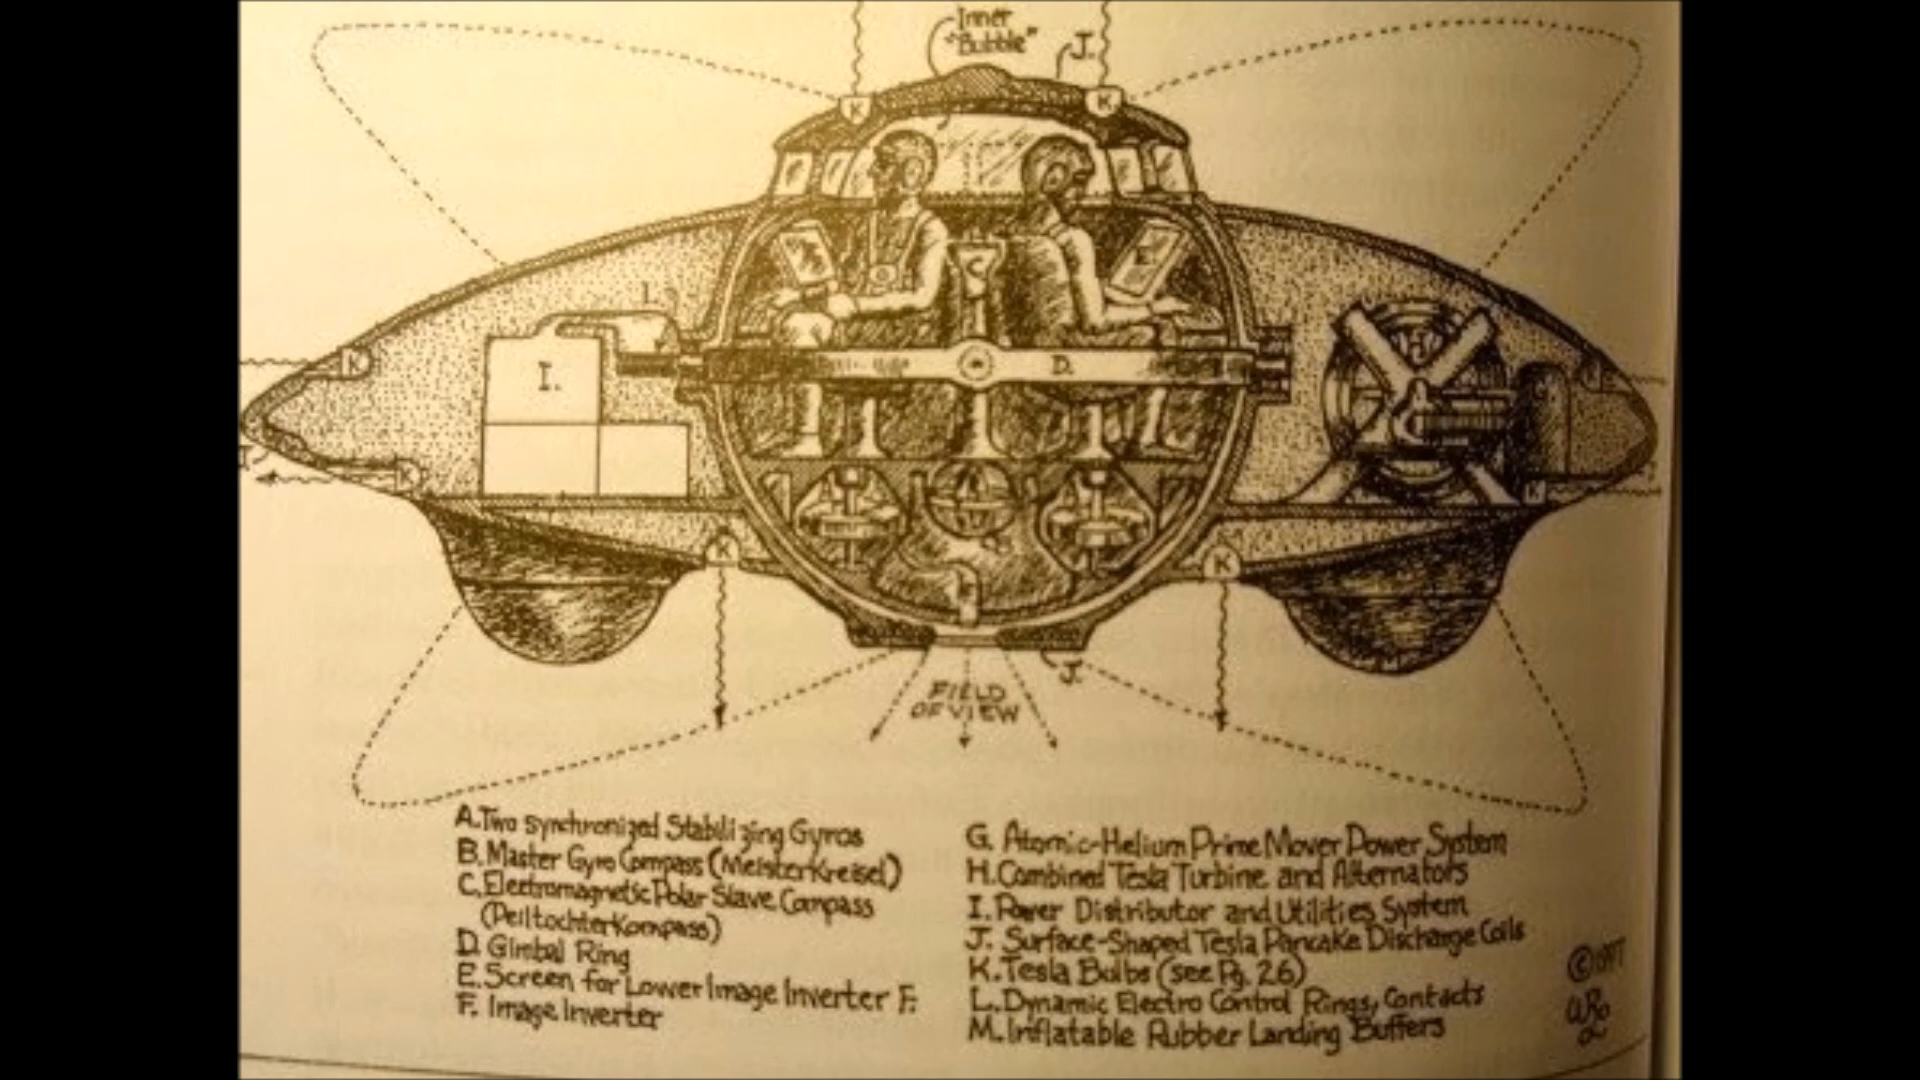 Inner
"Bubble"
J.
K
K
C
E
L
I.
D.
H
K
G
K
K
K
K
J.
FIELD
OF VIEW
A. Two Synchronized Stabilizing Gyros
B. Master Gyro Compass (Meisterkreisel)
C. Electromagnetic Polar Slave Compass
(Peiltochterkompass)
D. Gimbal Ring
E. Screen for Lower Image Inverter F.
F. Image Inverter
G. Atomic-Helium Prime Mover Power System
H. Combined Tesla Turbine and Alternators
I. Power Distributor and Utilities System
J. Surface-Shaped Tesla Pancake Discharge Coils
K. Tesla Bulbs (see Pg. 26)
L. Dynamic Electro Control Rings, Contacts
M. Inflatable Rubber Landing Buffers
© 1997